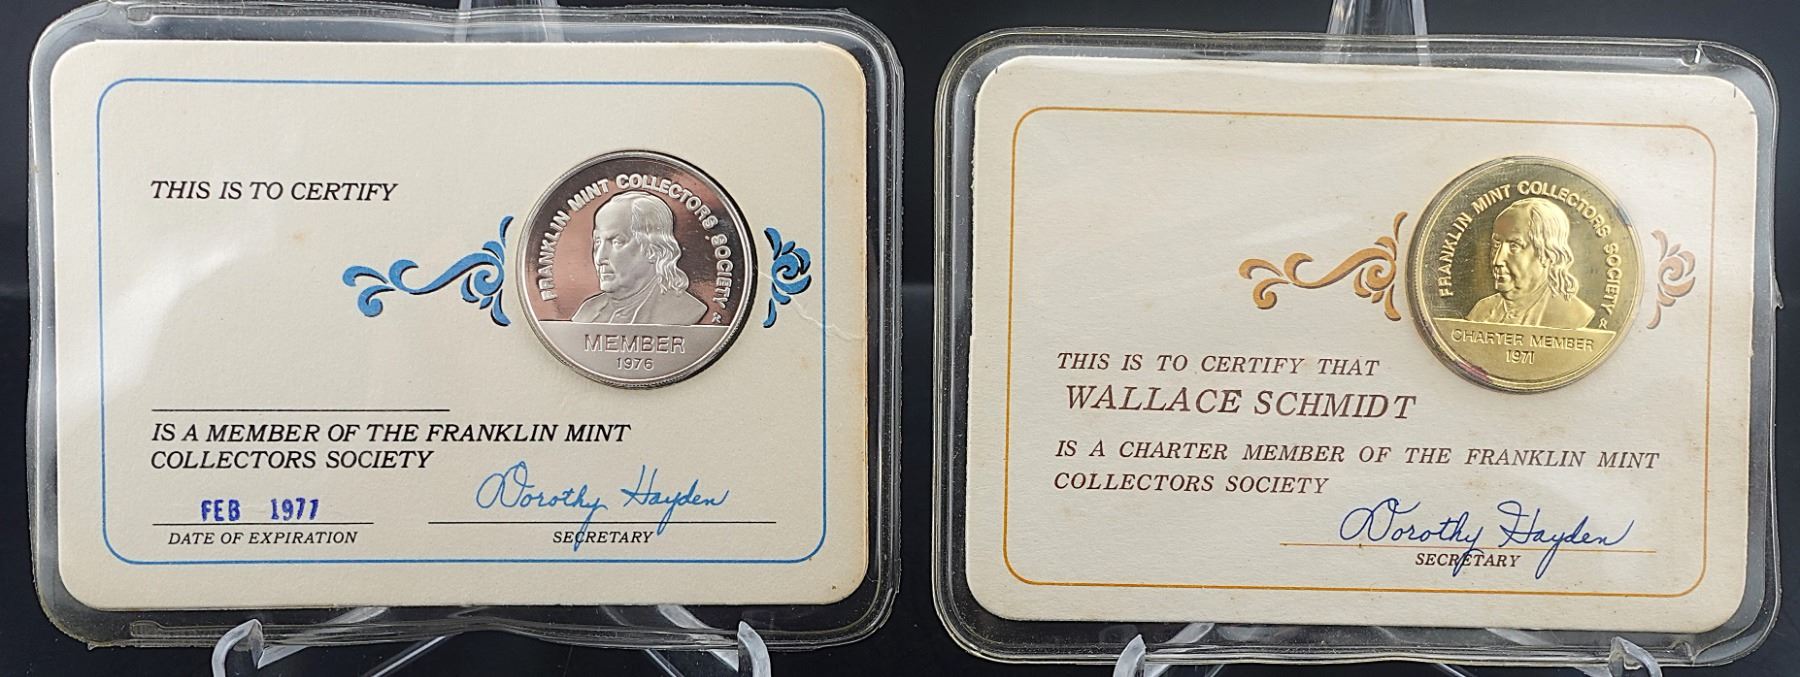 THIS IS TO CERTIFY
FRANKLIN MINT COLLECTORS SOCIETY
MEMBER
1976
IS A MEMBER OF THE FRANKLIN MINT
COLLECTORS SOCIETY
FEB 1977
DATE OF EXPIRATION
Dorothy Hayden
SECRETARY
FRANKLIN MINT COLLECTORS SOCIETY
CHARTER MEMBER
1971
THIS IS TO CERTIFY THAT
WALLACE SCHMIDT
IS A CHARTER MEMBER OF THE FRANKLIN MINT
COLLECTORS SOCIETY
Dorothy Hayden
SECRETARY